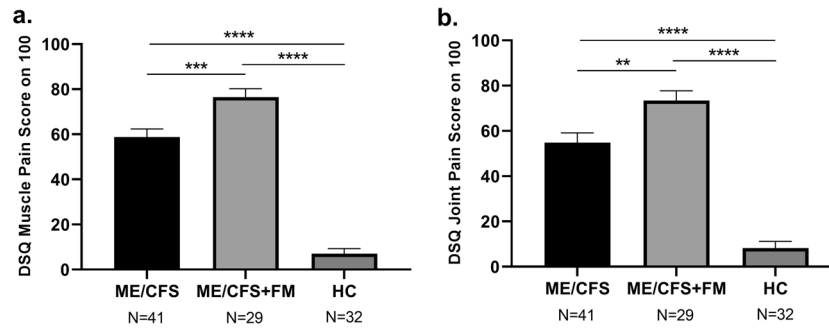 a.
DSQ Muscle Pain Score on 100
100
80
60
40
20
0
****
***
****
ME/CFS
ME/CFS+FM
HC
N=41
N=29
N=32
b.
DSQ Joint Pain Score on 100
100
80
60
40
20
0
****
**
****
ME/CFS
ME/CFS+FM
HC
N=41
N=29
N=32